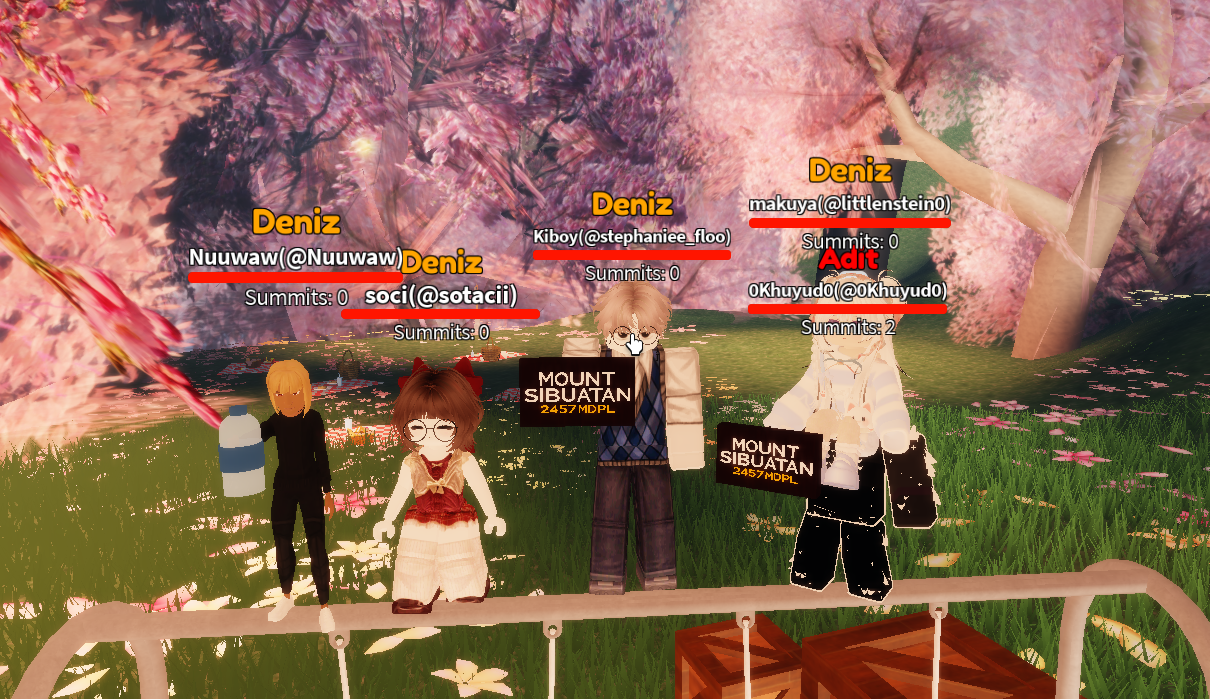 Deniz
Nuuwaw(@Nuuwaw)
Summits: 0
Deniz
soci(@sotacii)
Summits: 0
Deniz
Kiboy(@stephaniee_floo)
Summits: 0
Deniz
makuya(@littlenstein0)
Summits: 0
Adit
0Khuyud0(@0Khuyud0)
Summits: 2
MOUNT
SIBUATAN
2457MDPL
MOUNT
SIBUATAN
2457MDPL